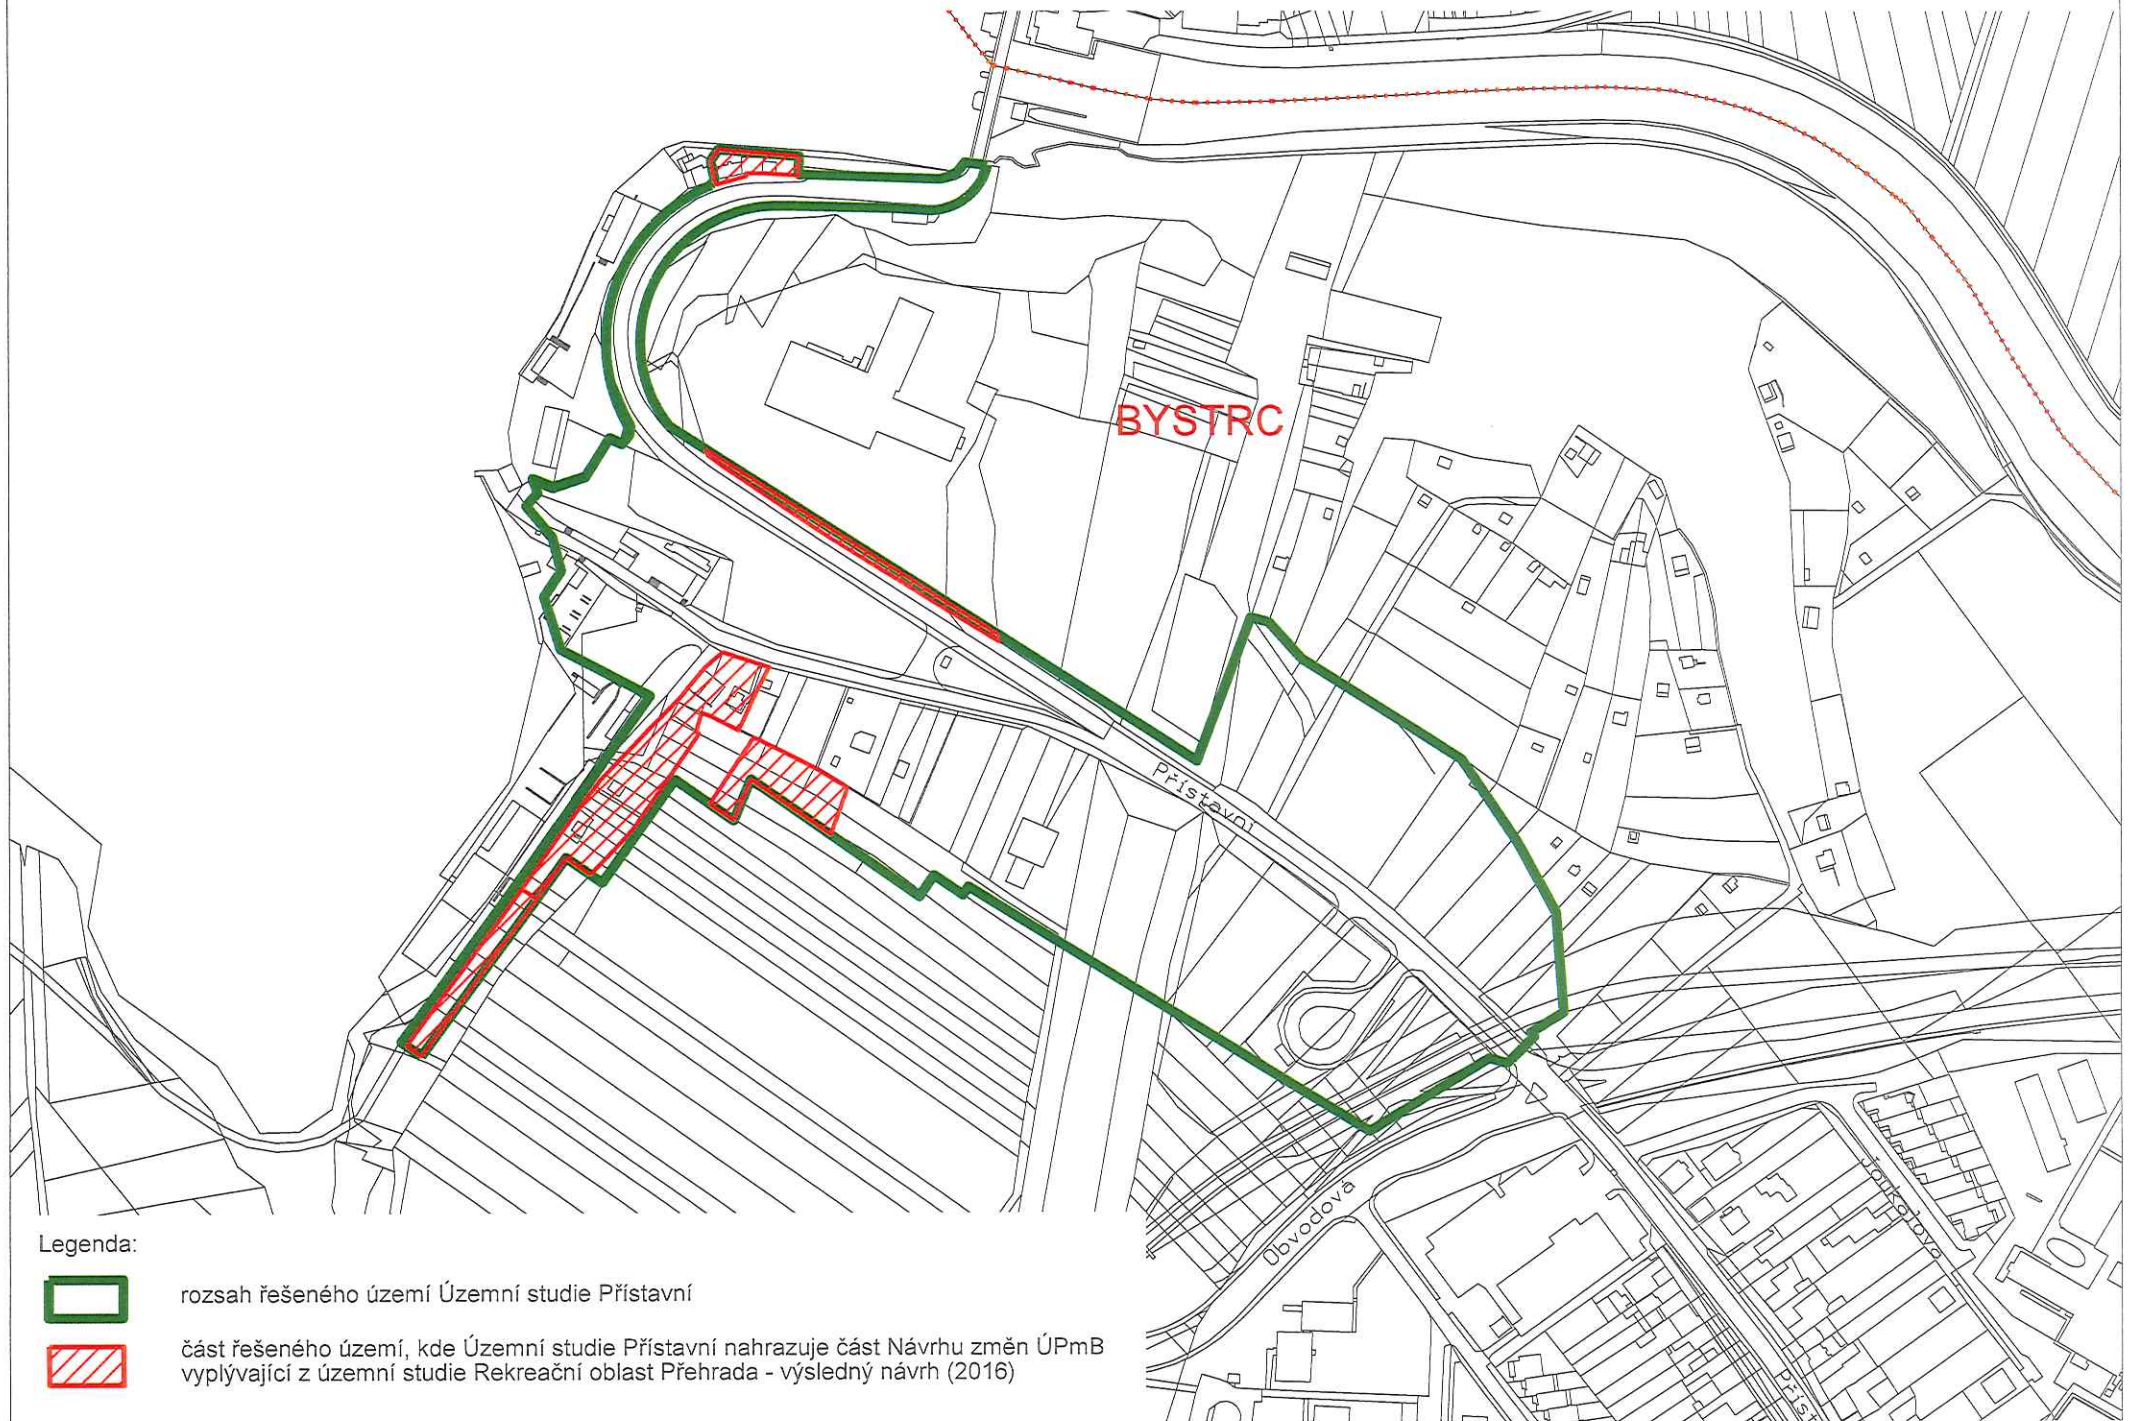 BYSTRC
Přístavní
Obvodová
Legenda:
rozsah řešeného území Územní studie Přístavní
část řešeného území, kde Územní studie Přístavní nahrazuje část Návrhu změn ÚPmB
vyplývající z územní studie Rekreační oblast Přehrada - výsledný návrh (2016)